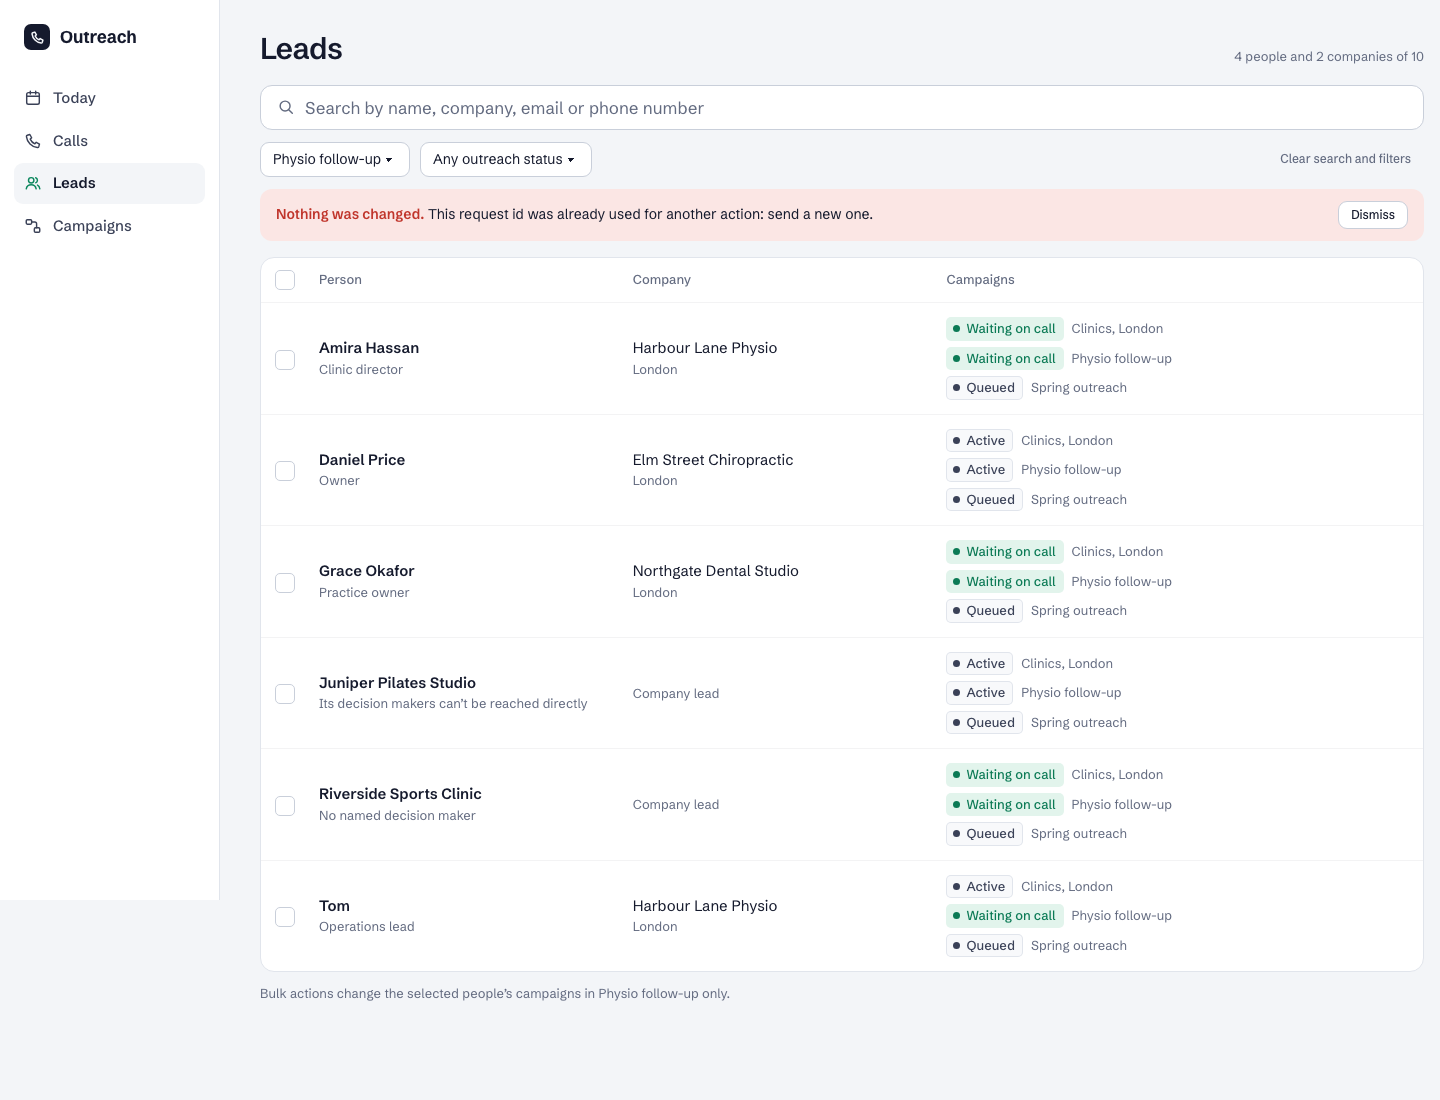 Outreach
Today
Calls
Leads
Campaigns
Leads
4 people and 2 companies of 10
Search by name, company, email or phone number
Physio follow-up
Any outreach status
Clear search and filters
Nothing was changed. This request id was already used for another action: send a new one.
Dismiss
Person Company Campaigns
Amira Hassan
Clinic director
Harbour Lane Physio
London
Waiting on call Clinics, London
Waiting on call Physio follow-up
Queued Spring outreach
Daniel Price
Owner
Elm Street Chiropractic
London
Active Clinics, London
Active Physio follow-up
Queued Spring outreach
Grace Okafor
Practice owner
Northgate Dental Studio
London
Waiting on call Clinics, London
Waiting on call Physio follow-up
Queued Spring outreach
Juniper Pilates Studio
Its decision makers can’t be reached directly
Company lead
Active Clinics, London
Active Physio follow-up
Queued Spring outreach
Riverside Sports Clinic
No named decision maker
Company lead
Waiting on call Clinics, London
Waiting on call Physio follow-up
Queued Spring outreach
Tom
Operations lead
Harbour Lane Physio
London
Active Clinics, London
Waiting on call Physio follow-up
Queued Spring outreach
Bulk actions change the selected people’s campaigns in Physio follow-up only.